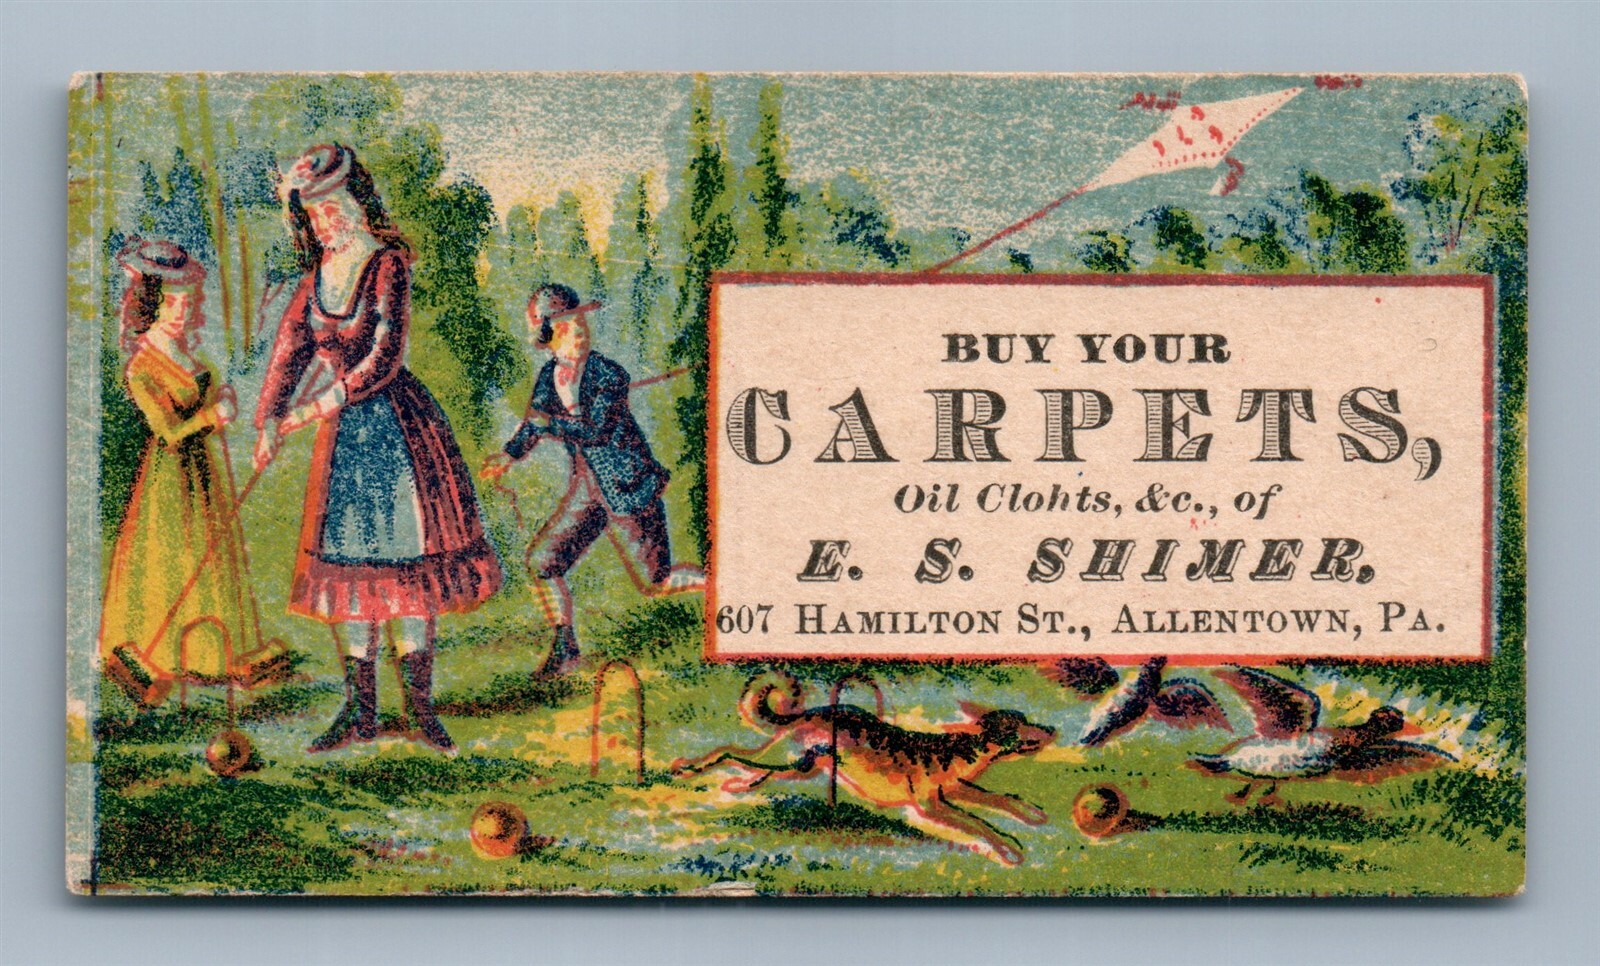 BUY YOUR
CARPETS,
Oil Clohts, &c., of
E. S. SHIMER,
607 HAMILTON ST., ALLENTOWN, PA.